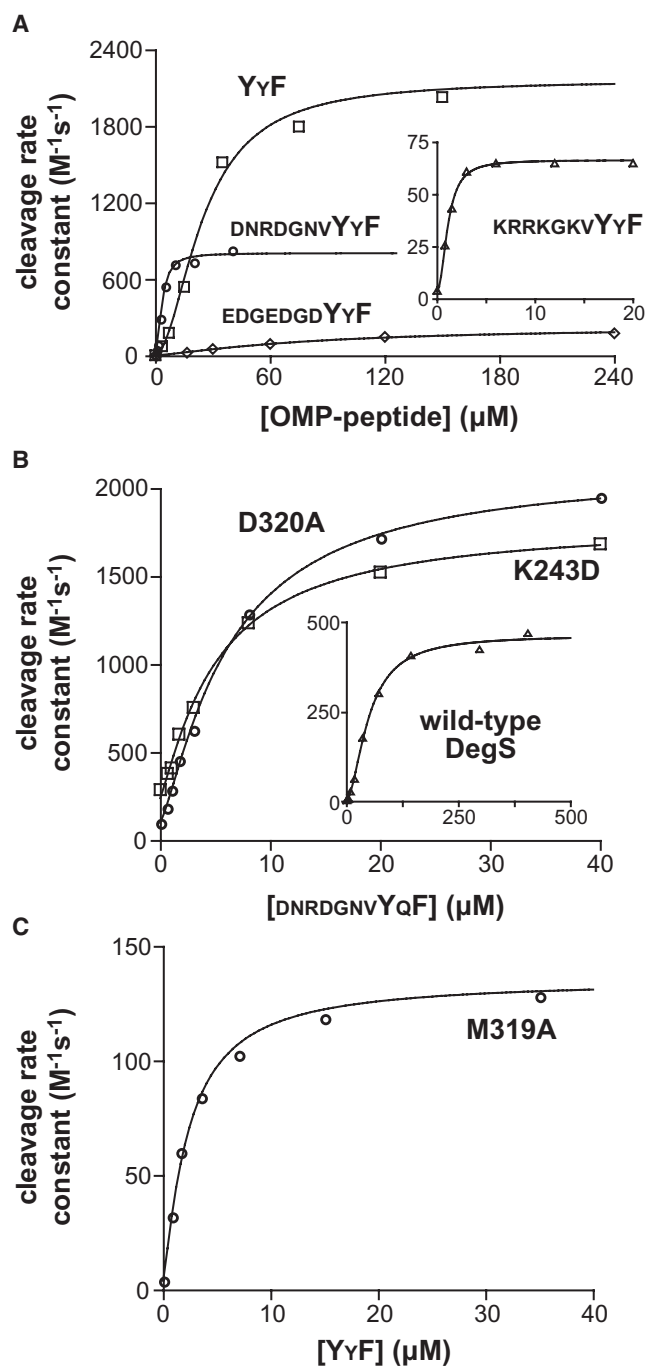 A
cleavage rate
constant (M-1s-1)
2400
1800
1200
600
0
0
60
120
180
240
[OMP-peptide] (µM)
YYF
DNRDGNVYYF
EDGEDGDYYF
75
50
25
0
0
10
20
KRRKGKVYYF
B
cleavage rate
constant (M-1s-1)
2000
1500
1000
500
0
0
10
20
30
40
[DNRDGNVYQF] (µM)
D320A
K243D
500
250
0
0
250
500
wild-type
DegS
C
cleavage rate
constant (M-1s-1)
150
100
50
0
0
10
20
30
40
[YYF] (µM)
M319A